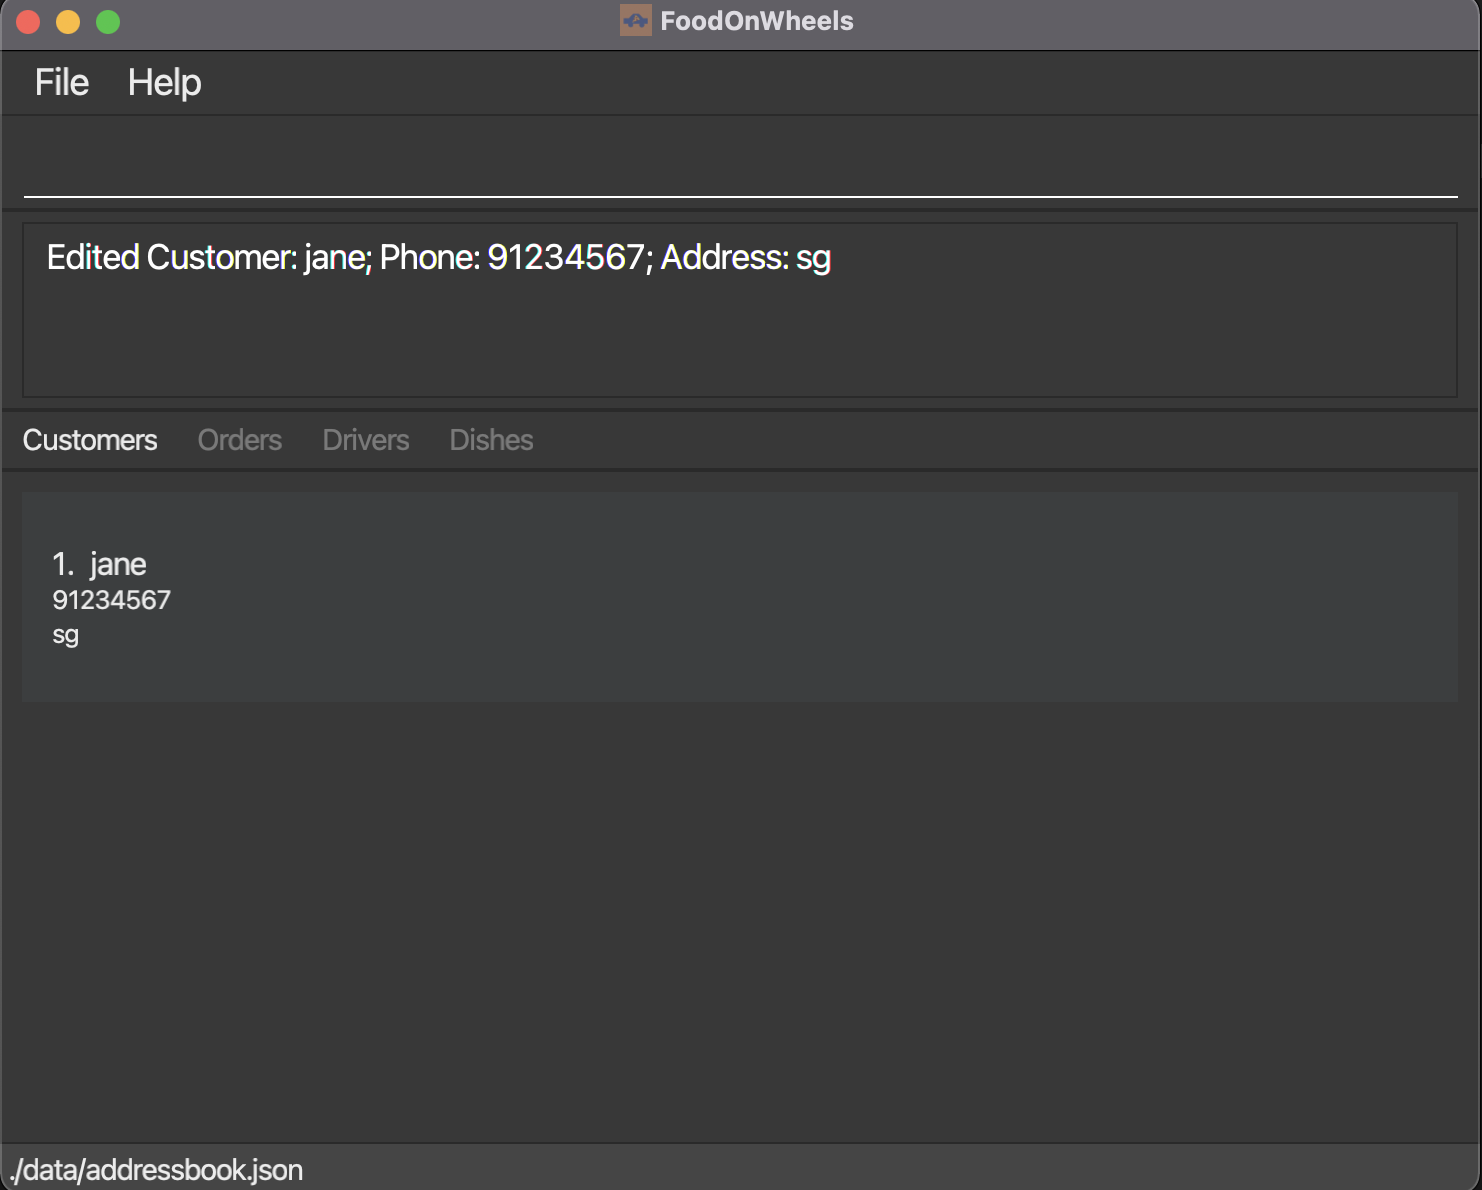 FoodOnWheels
File Help
Edited Customer: jane; Phone: 91234567; Address: sg
Customers Orders Drivers Dishes
1. jane
91234567
sg
./data/addressbook.json